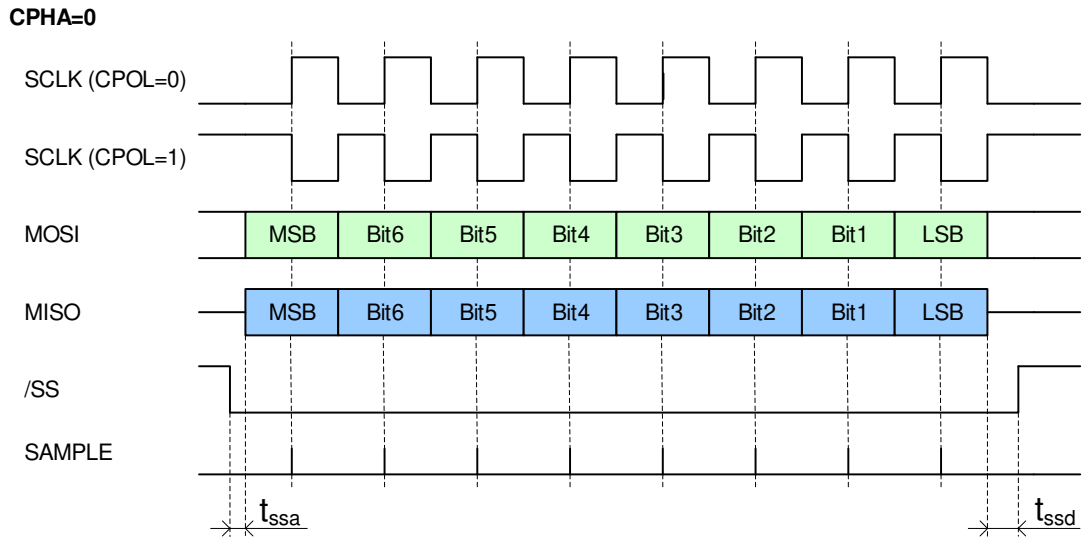 CPHA=0
SCLK (CPOL=0)
SCLK (CPOL=1)
MOSI MSB Bit6 Bit5 Bit4 Bit3 Bit2 Bit1 LSB
MISO MSB Bit6 Bit5 Bit4 Bit3 Bit2 Bit1 LSB
/SS
SAMPLE
tssa tssd